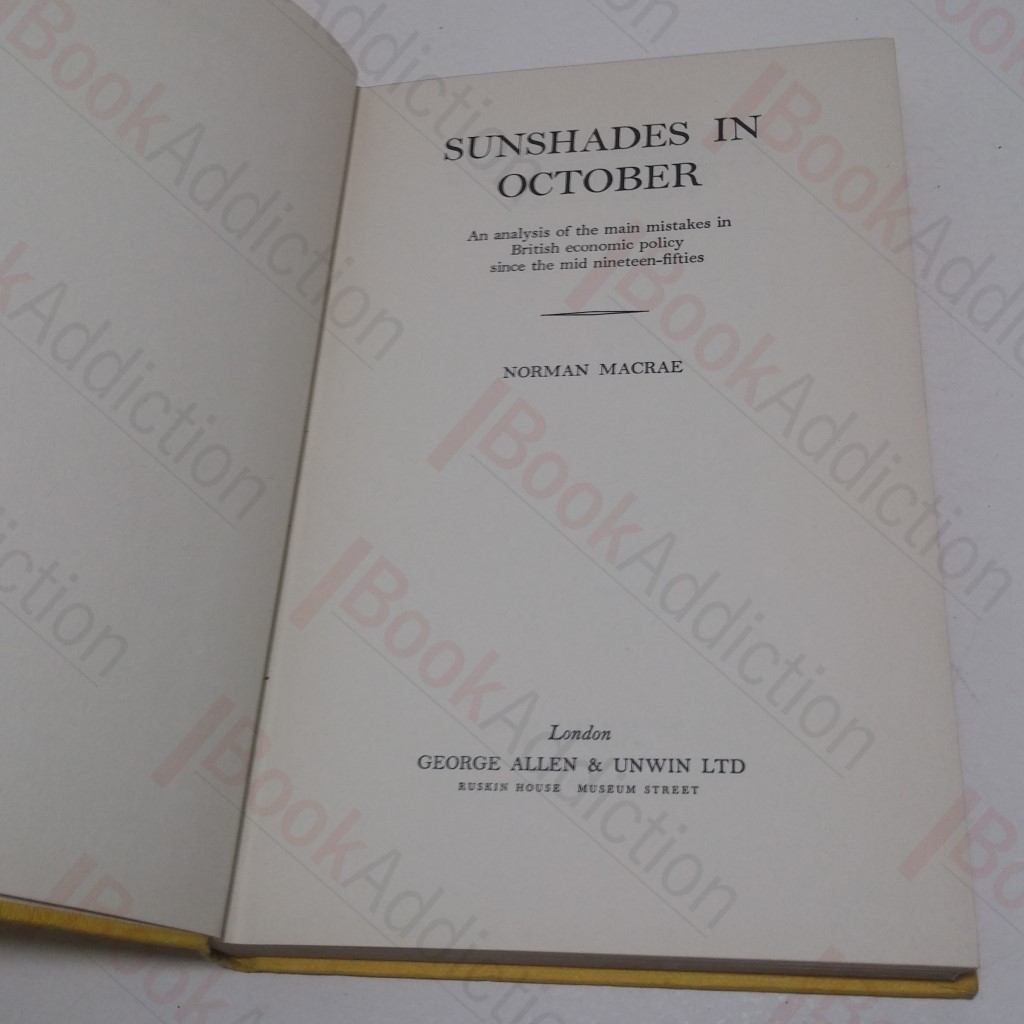 SUNSHADES IN
OCTOBER
An analysis of the main mistakes in
British economic policy
since the mid nineteen-fifties
NORMAN MACRAE
London
GEORGE ALLEN & UNWIN LTD
RUSKIN HOUSE MUSEUM STREET
BookAddiction